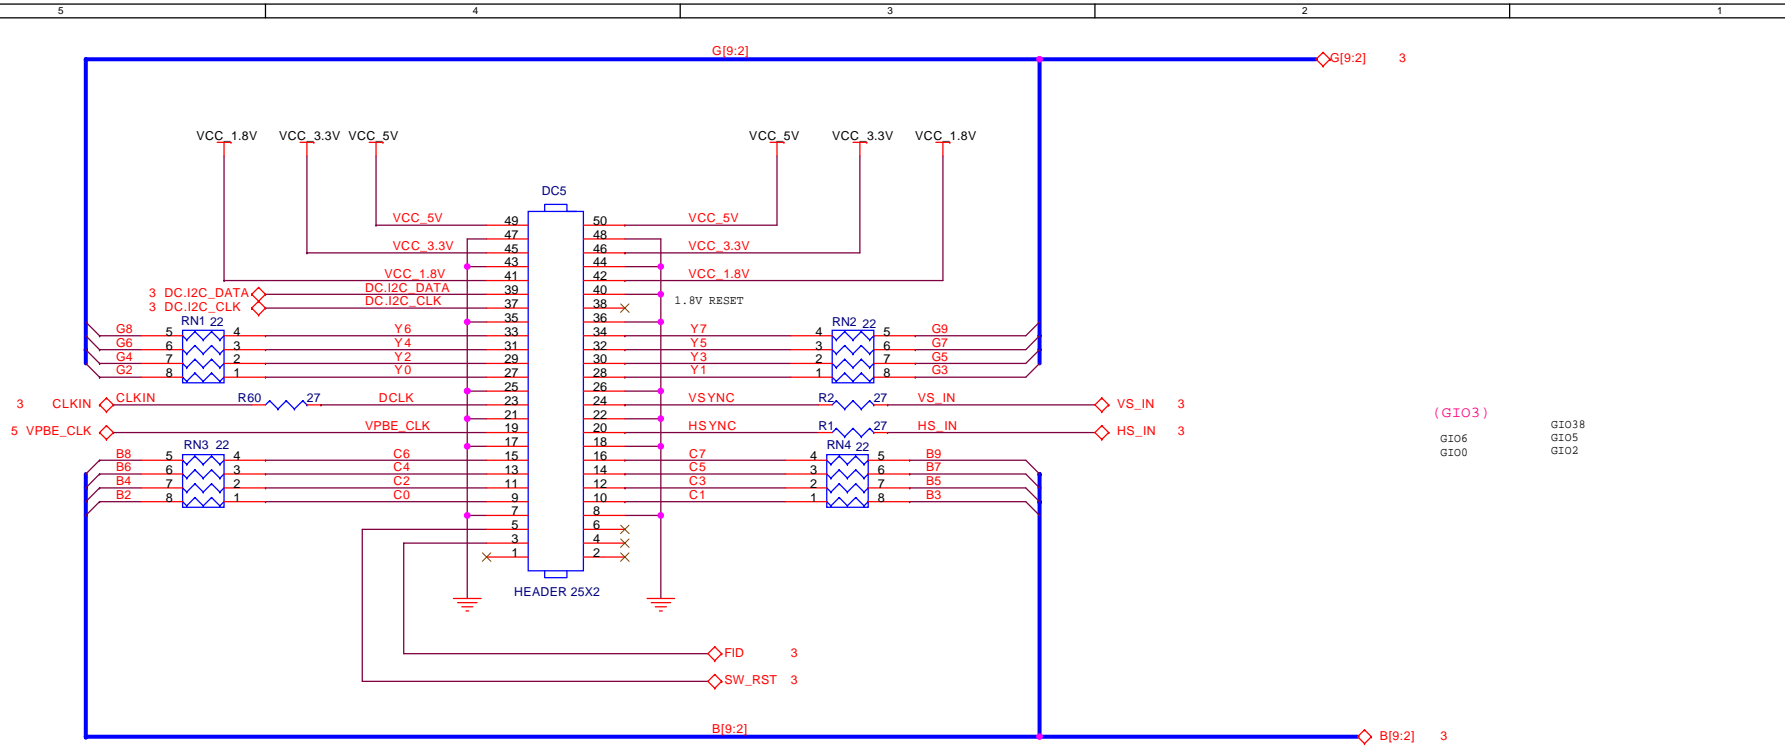 5 4 3 2 1
G[9:2]
G[9:2] 3
VCC_1.8V VCC_3.3V VCC_5V VCC_5V VCC_3.3V VCC_1.8V
DC5
VCC_5V 49 50 VCC_5V
47 48
VCC_3.3V 45 46 VCC_3.3V
43 44
VCC_1.8V 41 42 VCC_1.8V
3 DC.I2C_DATA DC.I2C_DATA 39 40
3 DC.I2C_CLK DC.I2C_CLK 37 38 1.8V RESET
RN1 22 35 36 RN2 22
G8 5 4 Y6 33 34 Y7 4 5 G9
G6 6 3 Y4 31 32 Y5 3 6 G7
G4 7 2 Y2 29 30 Y3 2 7 G5
G2 8 1 Y0 27 28 Y1 1 8 G3
25 26
3 CLKIN CLKIN R60 27 DCLK 23 24 VSYNC R2 27 VS_IN VS_IN 3
21 22
5 VPBE_CLK VPBE_CLK 19 20 HSYNC R1 27 HS_IN HS_IN 3
RN3 22 17 18 RN4 22
B8 5 4 C6 15 16 C7 4 5 B9
B6 6 3 C4 13 14 C5 3 6 B7
B4 7 2 C2 11 12 C3 2 7 B5
B2 8 1 C0 9 10 C1 1 8 B3
7 8
5 6
3 4
1 2
HEADER 25X2
(GIO3)
GIO6
GIO0
GIO38
GIO5
GIO2
FID 3
SW_RST 3
B[9:2]
B[9:2] 3